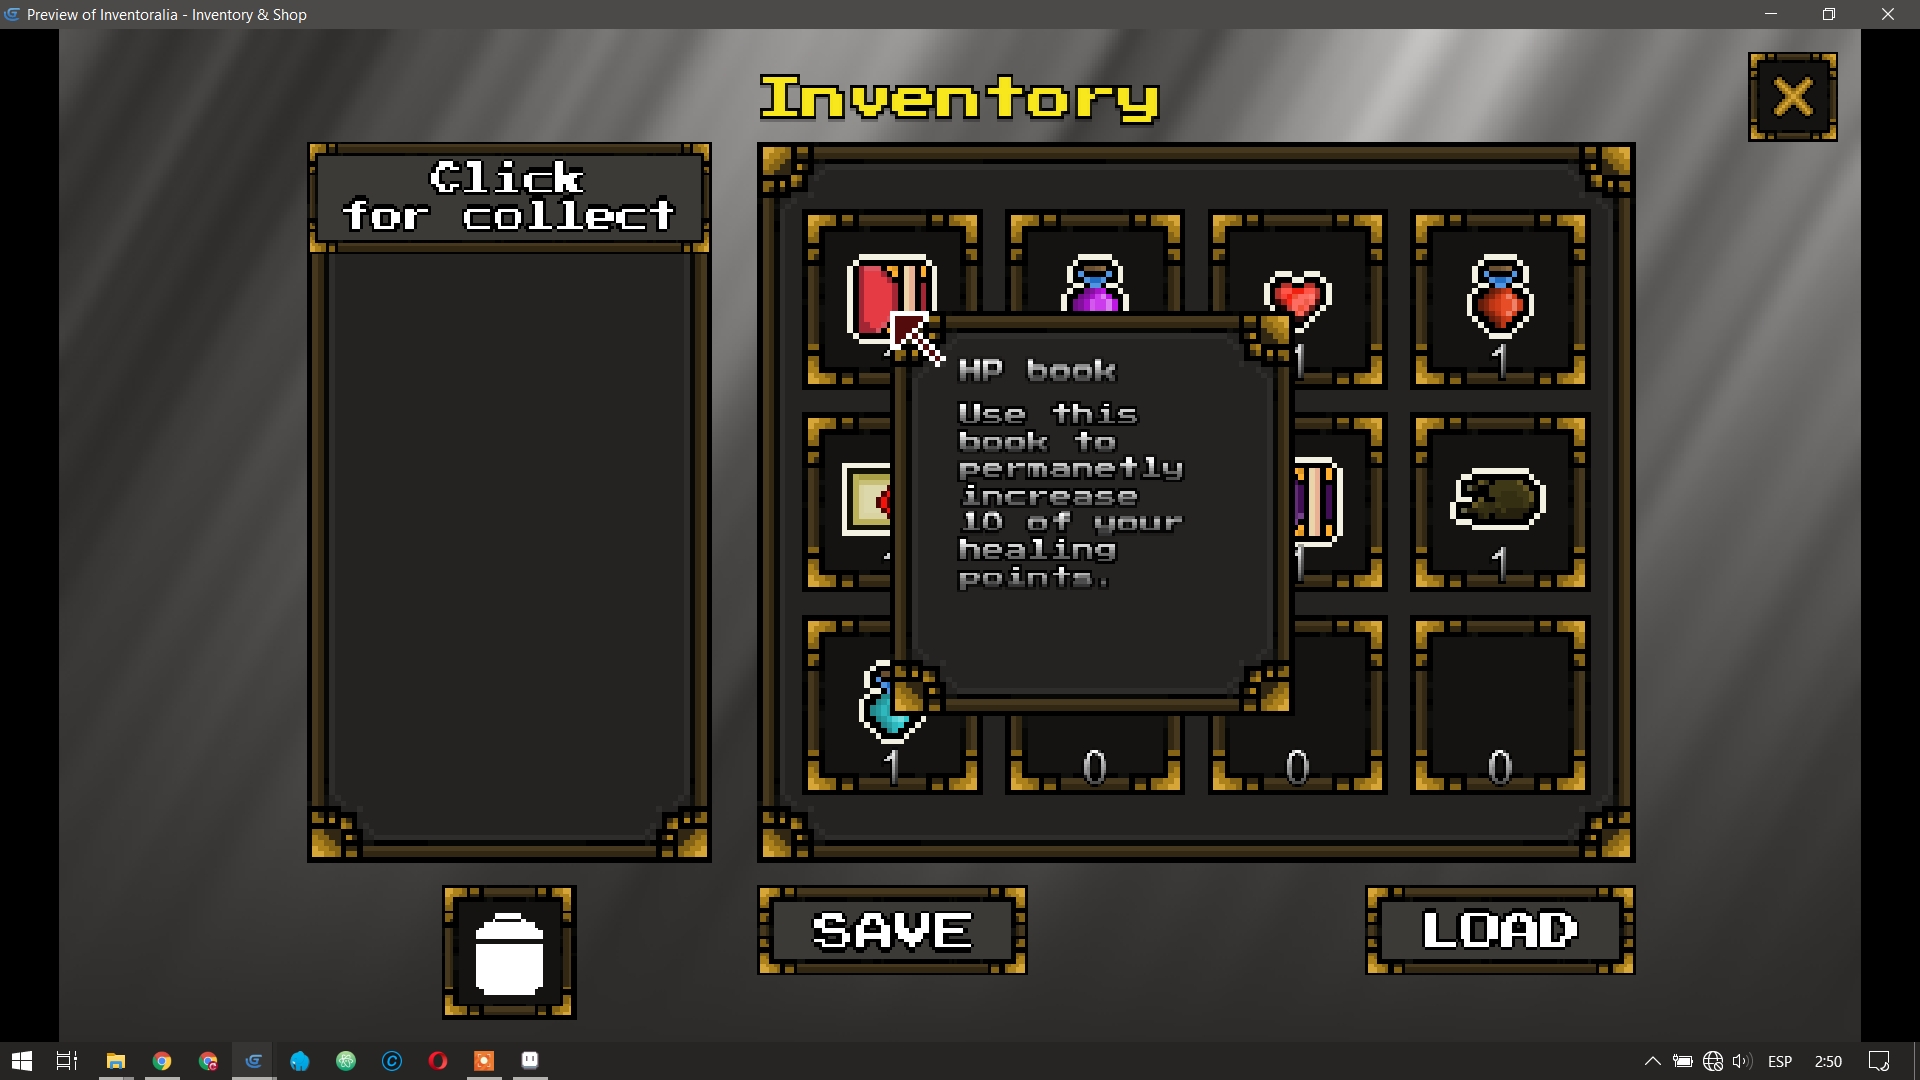 Preview of Inventoralia - Inventory & Shop
Inventory
Click
for collect
1
1
HP book
Use this
book to
permanetly
increase
10 of your
healing
points.
1
1
1
0
0
0
SAVE
LOAD
ESP
2:50